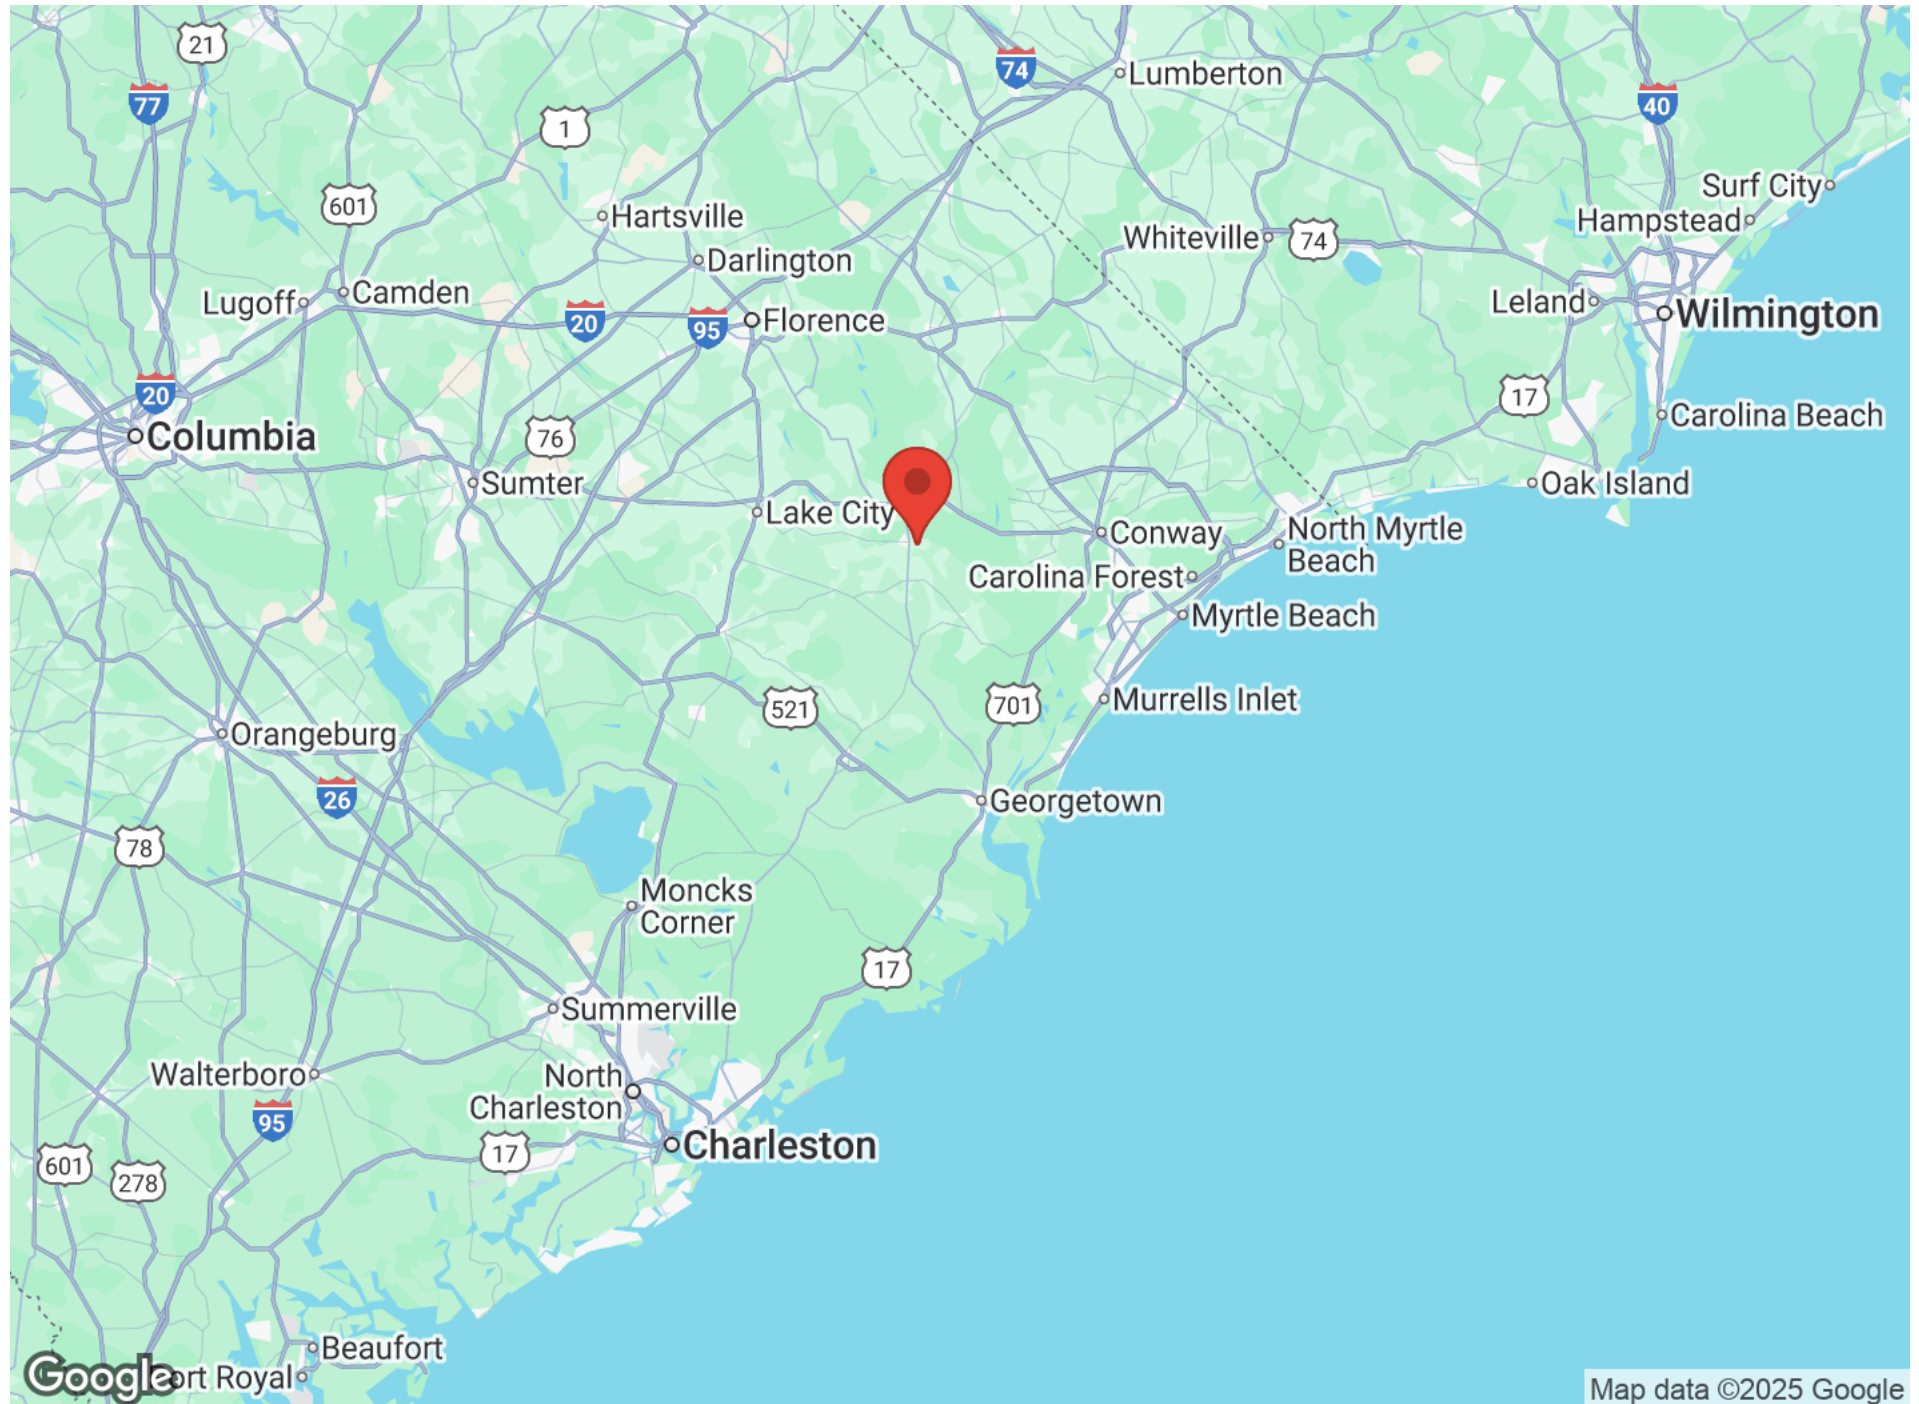 21
77
1
74
Lumberton
40
601
Hartsville
Surf City
Hampstead
Whiteville
74
Darlington
Lugoff
Camden
20
95
Florence
Leland
Wilmington
20
17
Carolina Beach
Columbia
76
Sumter
Lake City
Oak Island
Conway
North Myrtle
Beach
Carolina Forest
Myrtle Beach
521
701
Murrells Inlet
Orangeburg
26
Georgetown
78
Moncks
Corner
17
Summerville
Walterboro
North
Charleston
95
17
Charleston
601
278
Beaufort
Google
ort Royal
Map data ©2025 Google